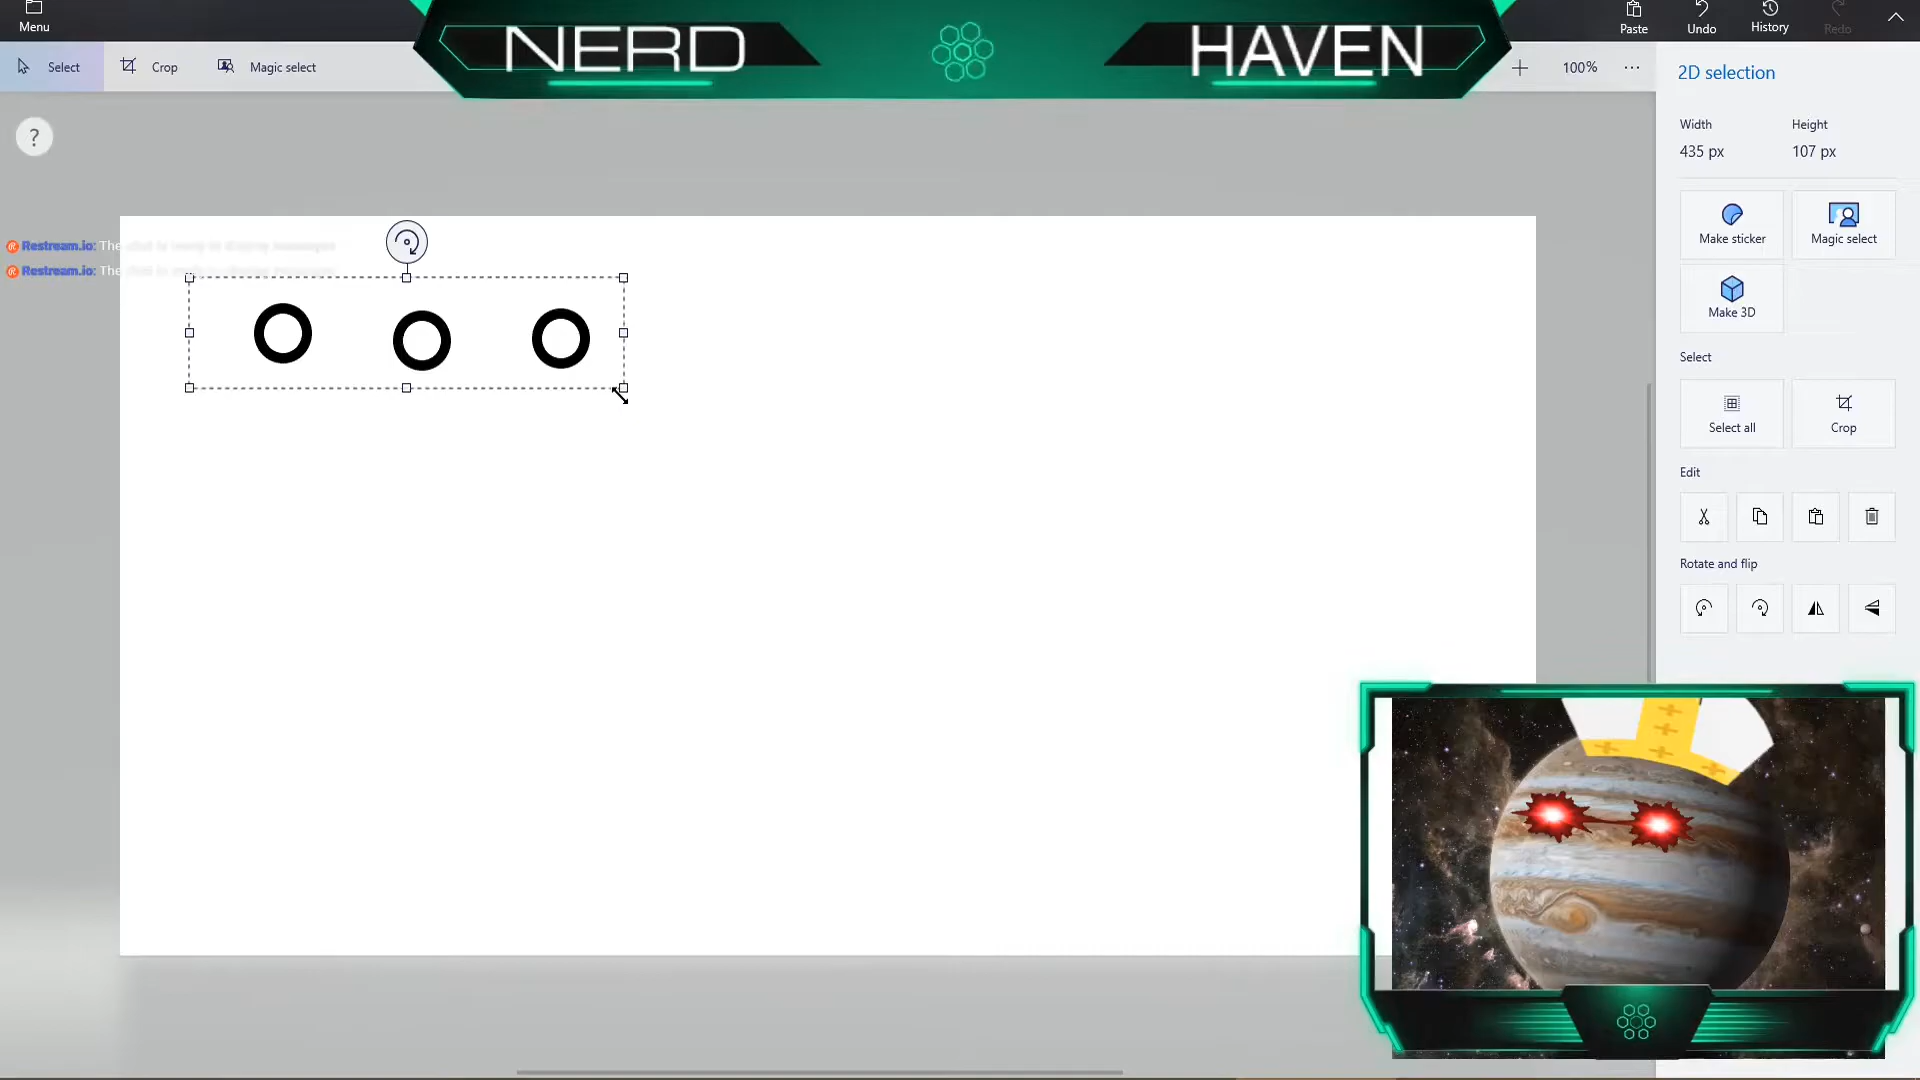 Menu
NERD
HAVEN
Paste
Undo
History
Redo
Select
Crop
Magic select
100%
2D selection
Width
Height
435 px
107 px
?
Restream.io: The
Restream.io: The
Make sticker
Magic select
Make 3D
Select
Select all
Crop
Edit
Rotate and flip